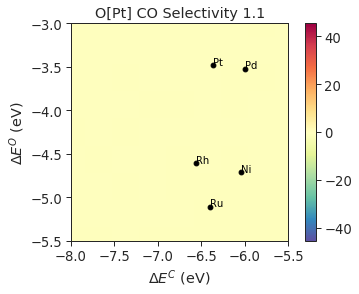 O[Pt] CO Selectivity 1.1
−3.0
−3.5
−4.0
−4.5
−5.0
−5.5
ΔE^O (eV)
Pt
Pd
Rh
Ni
Ru
−8.0 −7.5 −7.0 −6.5 −6.0 −5.5
ΔE^C (eV)
40
20
0
−20
−40